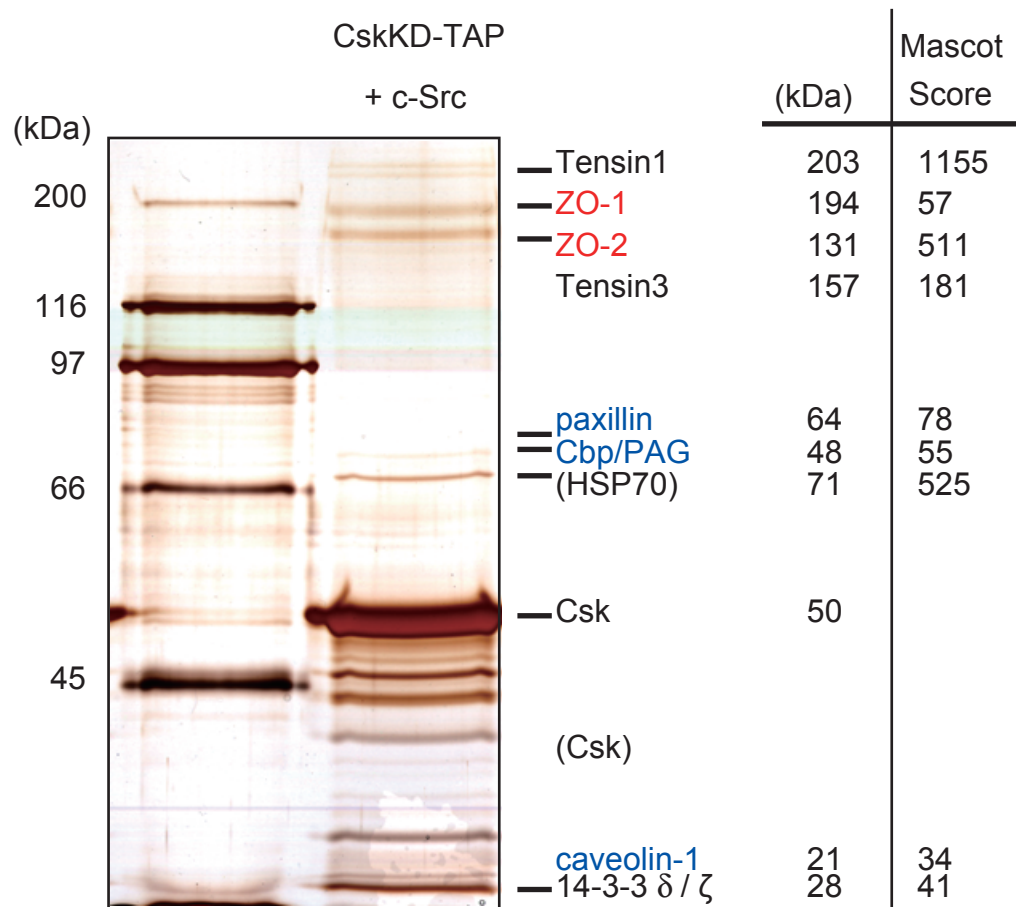 CskKD-TAP
+ c-Src
(kDa)
200
116
97
66
45
(kDa) Mascot Score
Tensin1 203 1155
ZO-1 194 57
ZO-2 131 511
Tensin3 157 181
paxillin 64 78
Cbp/PAG 48 55
(HSP70) 71 525
Csk 50
(Csk)
caveolin-1 21 34
14-3-3 δ / ζ 28 41